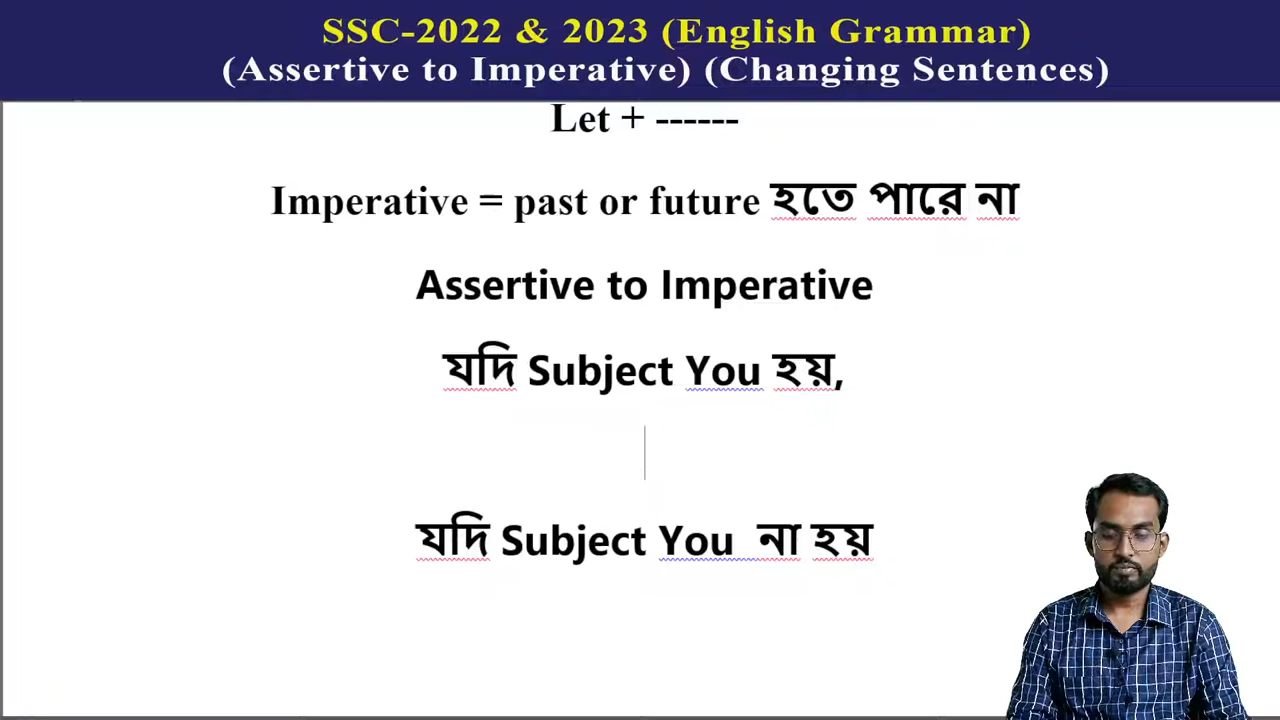 SSC-2022 & 2023 (English Grammar)
(Assertive to Imperative) (Changing Sentences)
Let + ------
Imperative = past or future হতে পারে না
Assertive to Imperative
যদি Subject You হয়,
যদি Subject You না হয়